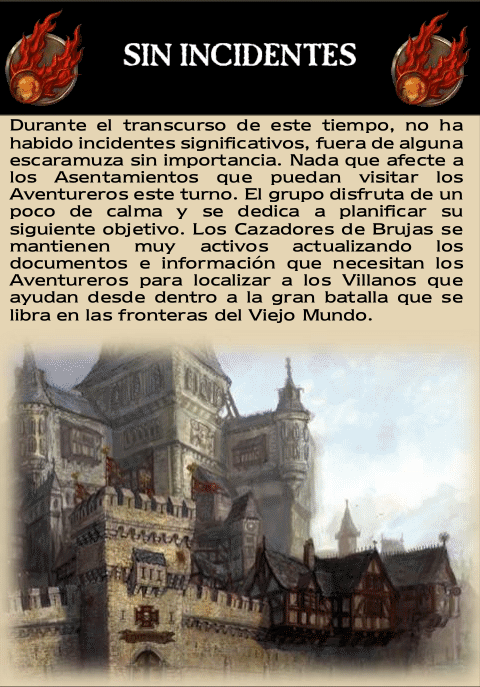 SIN INCIDENTES
Durante el transcurso de este tiempo, no ha
habido incidentes significativos, fuera de alguna
escaramuza sin importancia. Nada que afecte a
los Asentamientos que puedan visitar los
Aventureros este turno. El grupo disfruta de un
poco de calma y se dedica a planificar su
siguiente objetivo. Los Cazadores de Brujas se
mantienen muy activos actualizando los
documentos e información que necesitan los
Aventureros para localizar a los Villanos que
ayudan desde dentro a la gran batalla que se
libra en las fronteras del Viejo Mundo.